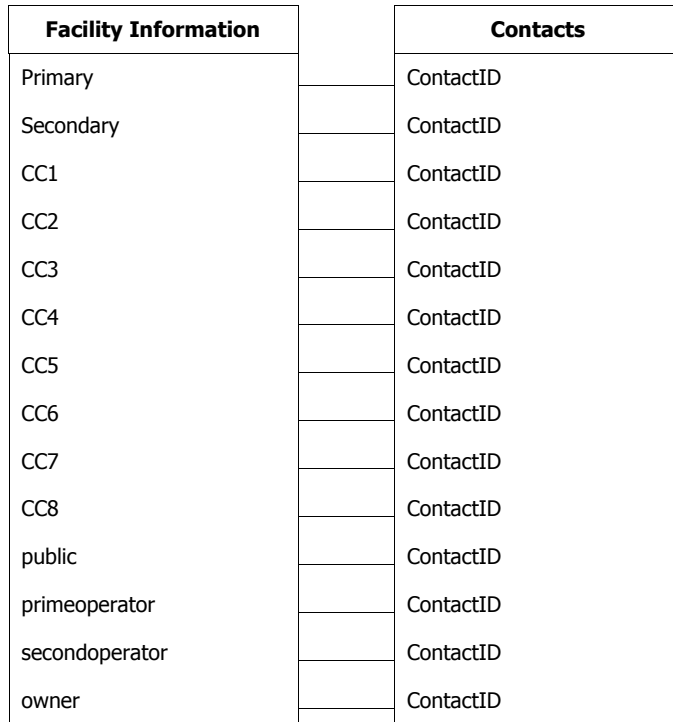 Facility Information Contacts
Primary ContactID
Secondary ContactID
CC1 ContactID
CC2 ContactID
CC3 ContactID
CC4 ContactID
CC5 ContactID
CC6 ContactID
CC7 ContactID
CC8 ContactID
public ContactID
primeoperator ContactID
secondoperator ContactID
owner ContactID